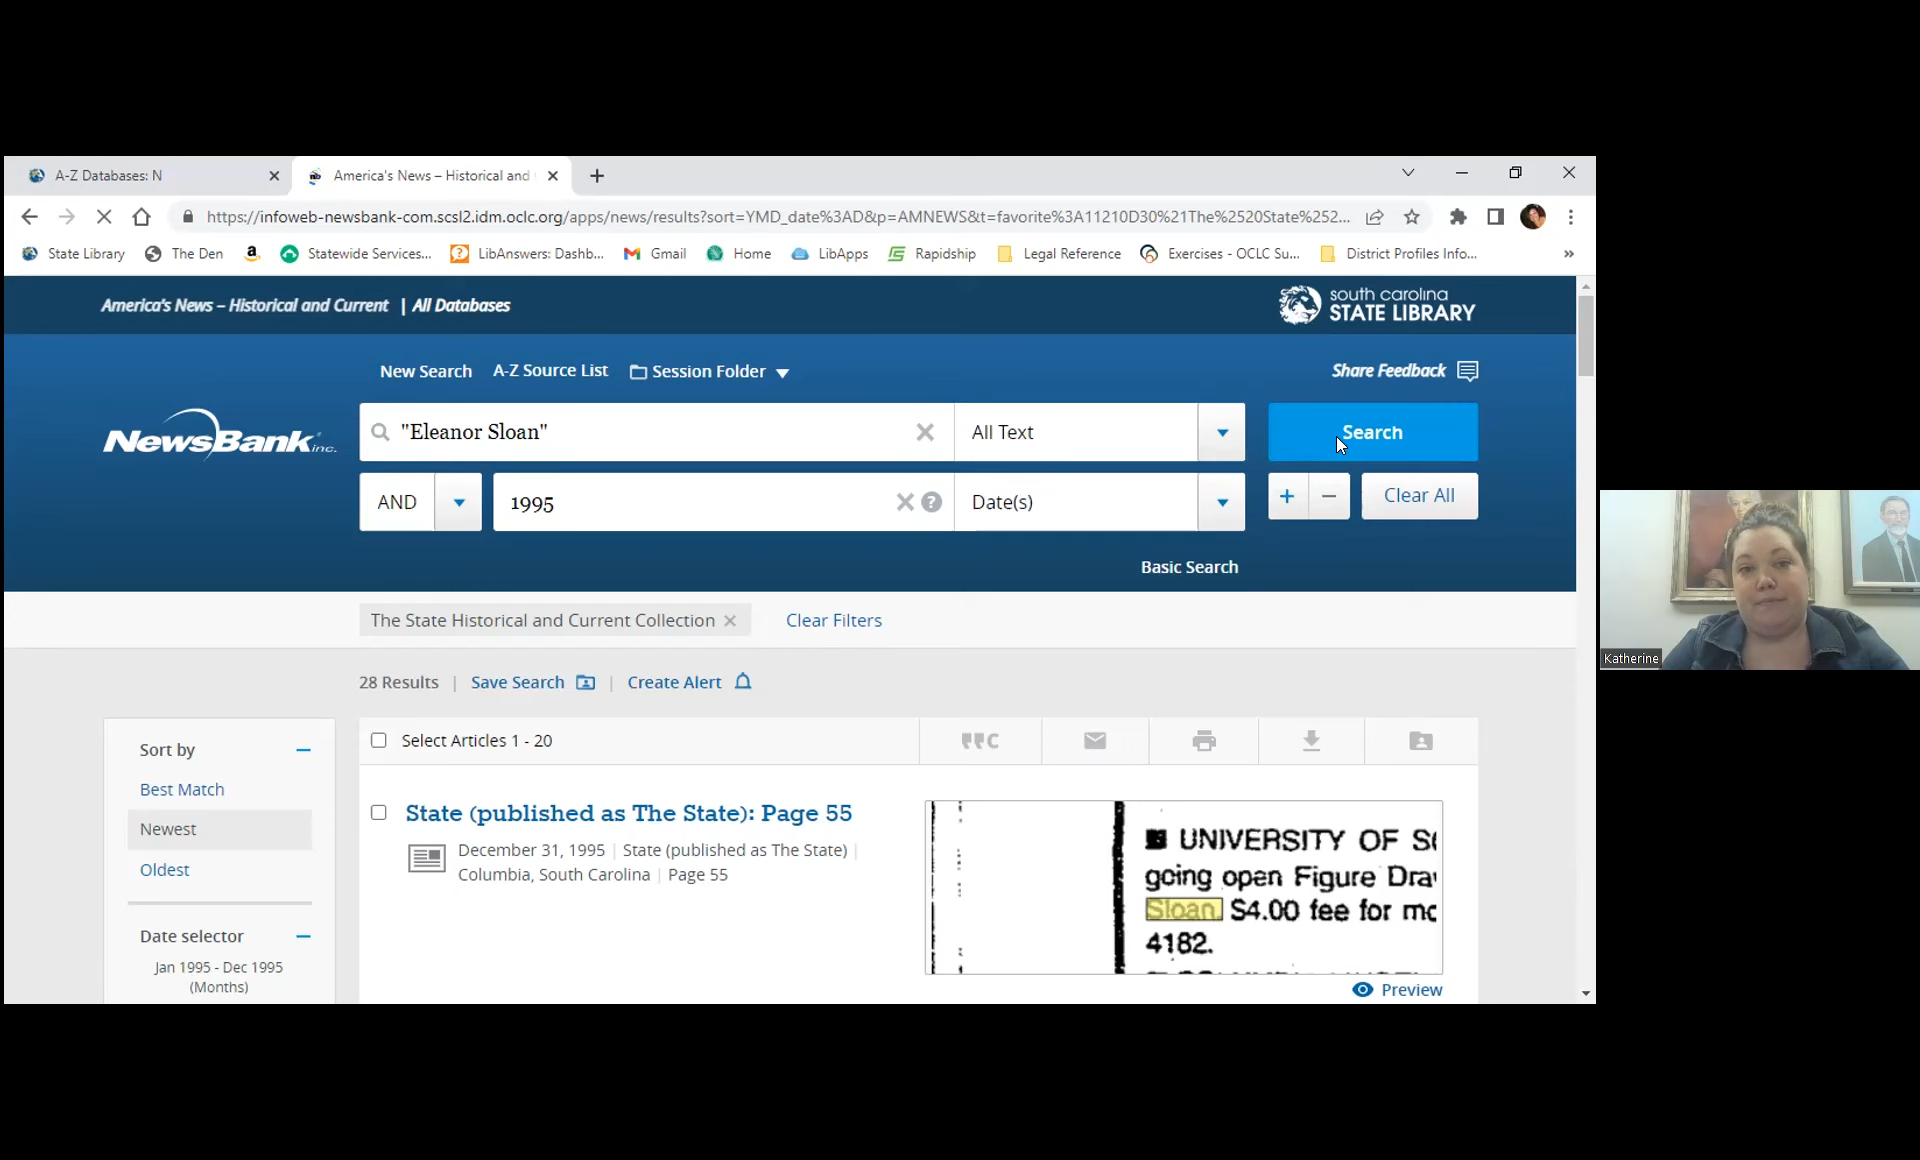 A-Z Databases: N
America's News – Historical and
https://infoweb-newsbank-com.scsl2.idm.oclc.org/apps/news/results?sort=YMD_date%3AD&p=AMNEWS&t=favorite%3A11210D30%21The%2520State%252...
State Library
The Den
Statewide Services...
LibAnswers: Dashb...
Gmail
Home
LibApps
Rapidship
Legal Reference
Exercises - OCLC Su...
District Profiles Info...
»
America's News – Historical and Current | All Databases
south carolina
STATE LIBRARY
New Search
A-Z Source List
Session Folder
Share Feedback
NewsBank inc.
"Eleanor Sloan"
All Text
Search
AND
1995
Date(s)
Clear All
Basic Search
The State Historical and Current Collection
Clear Filters
28 Results | Save Search | Create Alert
Sort by
Best Match
Newest
Oldest
Date selector
Jan 1995 - Dec 1995
(Months)
Select Articles 1 - 20
State (published as The State): Page 55
December 31, 1995 | State (published as The State) |
Columbia, South Carolina | Page 55
UNIVERSITY OF S
going open Figure Dra
Sloan. $4.00 fee for mo
4182.
Preview
Katherine